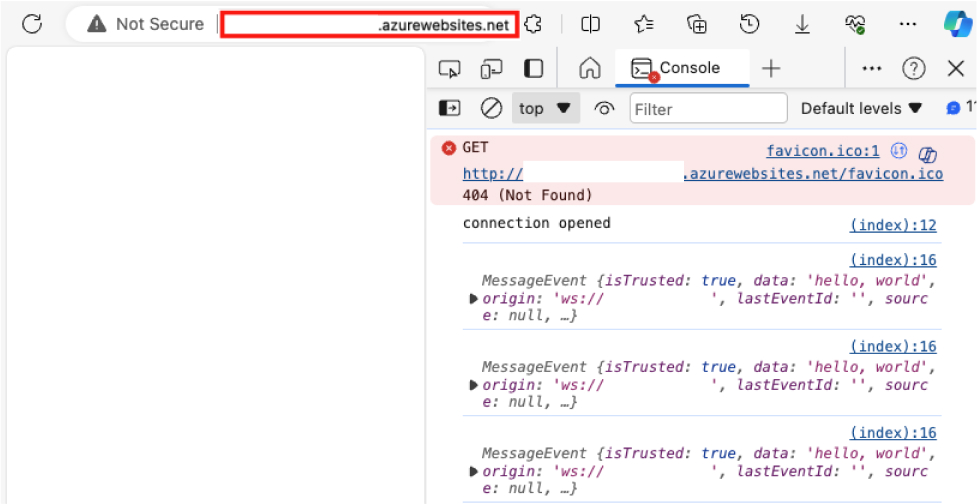 Not Secure
.azurewebsites.net
Console
top
Filter
Default levels
GET
favicon.ico:1
http:// .azurewebsites.net/favicon.ico
404 (Not Found)
connection opened
(index):12
(index):16
MessageEvent {isTrusted: true, data: 'hello, world',
origin: 'ws:// ', lastEventId: '', sourc
e: null, …}
(index):16
MessageEvent {isTrusted: true, data: 'hello, world',
origin: 'ws:// ', lastEventId: '', sourc
e: null, …}
(index):16
MessageEvent {isTrusted: true, data: 'hello, world',
origin: 'ws:// ', lastEventId: '', sourc
e: null, …}